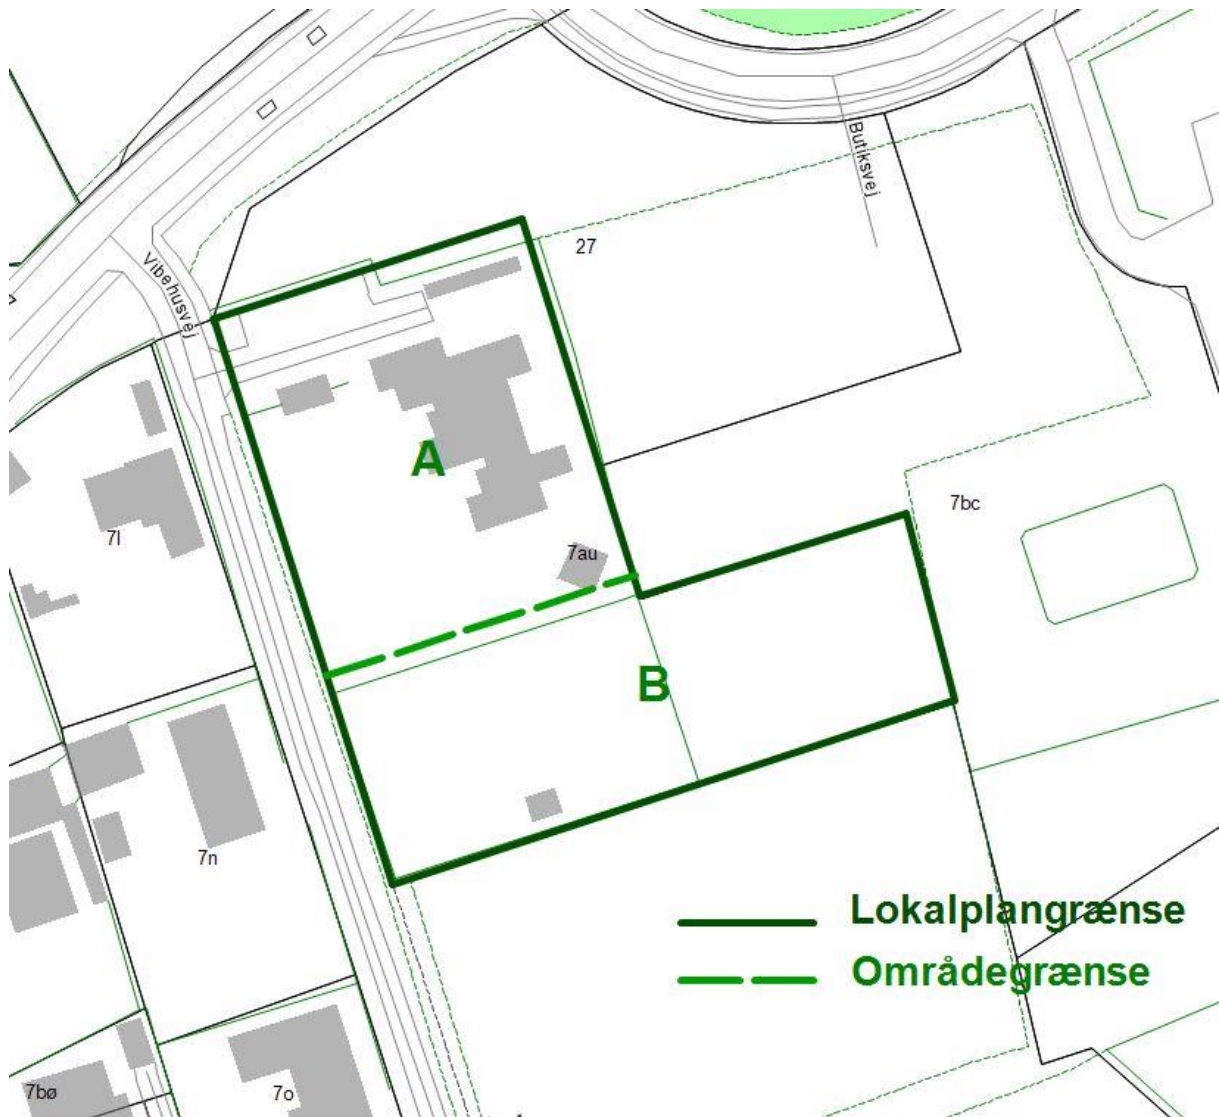 Butiksvej
27
Vibehusvej
A
7bc
7l
7au
B
7n
Lokalplangrænse
Områdegrænse
7bø
7o